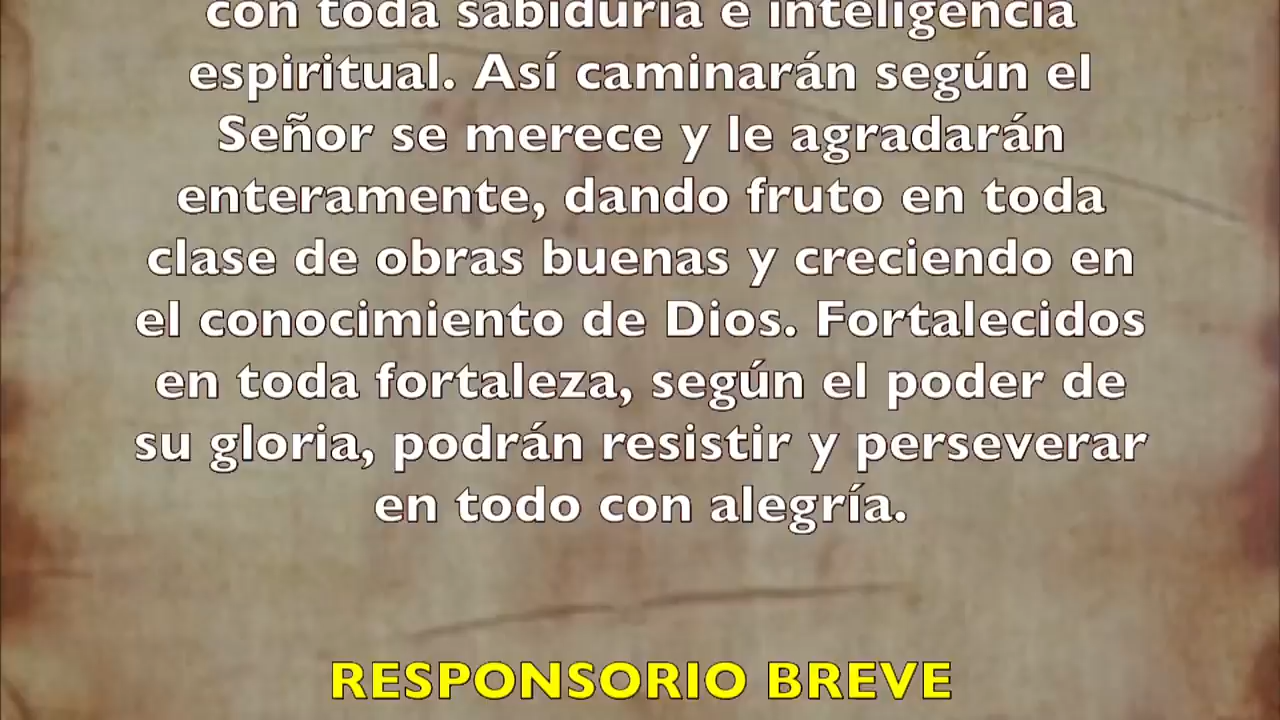 con toda sabiduría e inteligencia
espiritual. Así caminarán según el
Señor se merece y le agradarán
enteramente, dando fruto en toda
clase de obras buenas y creciendo en
el conocimiento de Dios. Fortalecidos
en toda fortaleza, según el poder de
su gloria, podrán resistir y perseverar
en todo con alegría.
RESPONSORIO BREVE